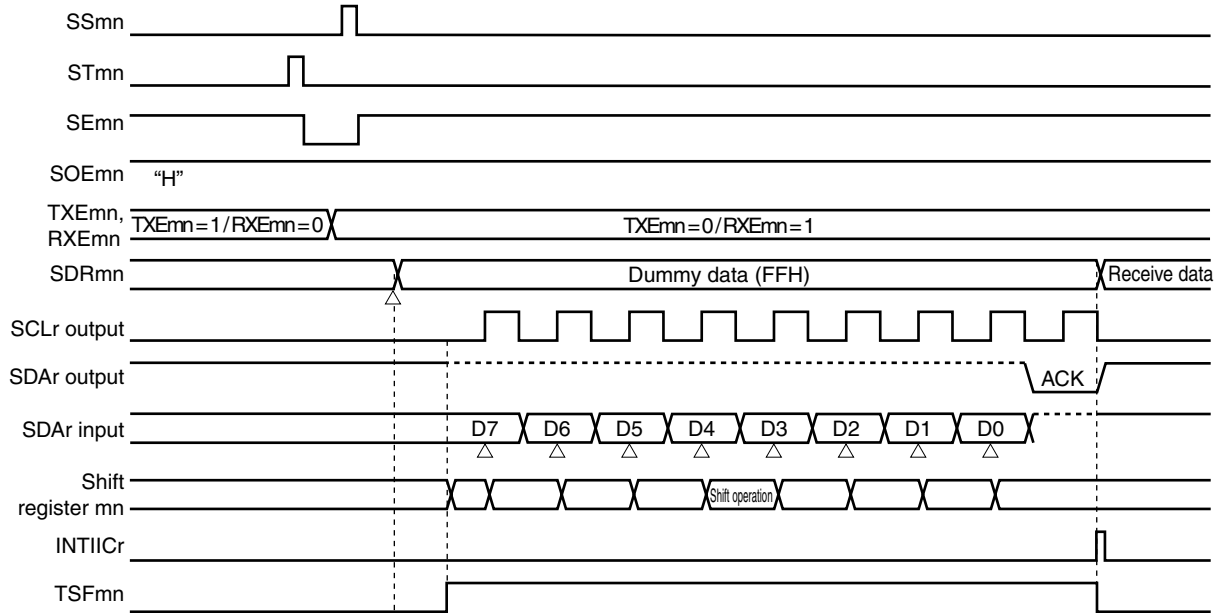 SSmn
STmn
SEmn
SOEmn "H"
TXEmn,
RXEmn
TXEmn=1/RXEmn=0 TXEmn=0/RXEmn=1
SDRmn Dummy data (FFH) Receive data
SCLr output
SDAr output ACK
SDAr input D7 D6 D5 D4 D3 D2 D1 D0
Shift
register mn
Shift operation
INTIICr
TSFmn